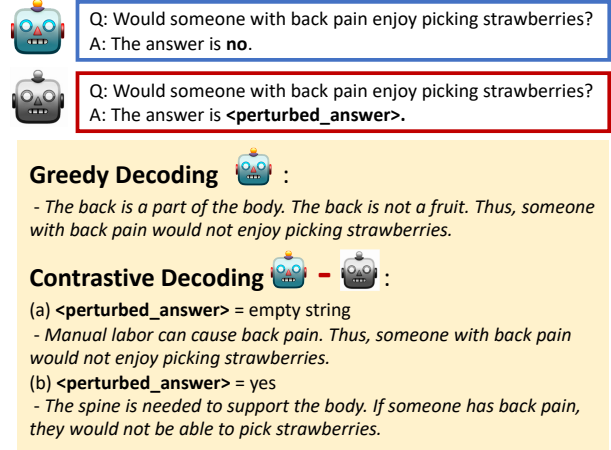 Q: Would someone with back pain enjoy picking strawberries?
A: The answer is no.
Q: Would someone with back pain enjoy picking strawberries?
A: The answer is <perturbed_answer>.
Greedy Decoding :
- The back is a part of the body. The back is not a fruit. Thus, someone
with back pain would not enjoy picking strawberries.
Contrastive Decoding - :
(a) <perturbed_answer> = empty string
- Manual labor can cause back pain. Thus, someone with back pain
would not enjoy picking strawberries.
(b) <perturbed_answer> = yes
- The spine is needed to support the body. If someone has back pain,
they would not be able to pick strawberries.